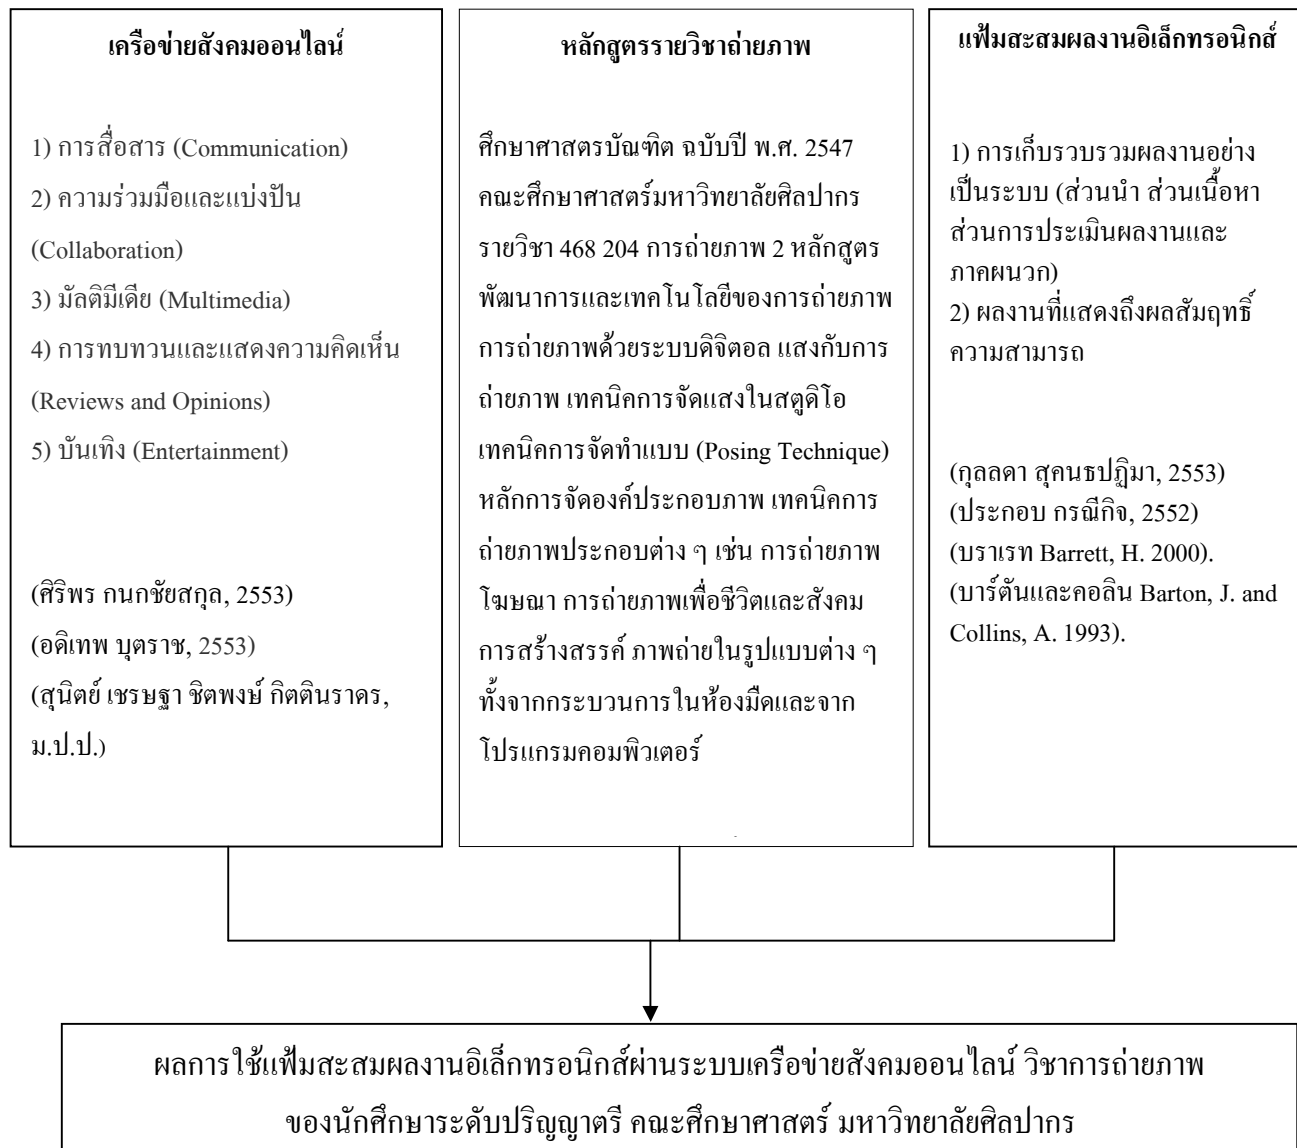 เครือข่ายสังคมออนไลน์
1) การสื่อสาร (Communication)
2) ความร่วมมือและแบ่งปัน
(Collaboration)
3) มัลติมีเดีย (Multimedia)
4) การทบทวนและแสดงความคิดเห็น
(Reviews and Opinions)
5) บันเทิง (Entertainment)
(ศิริพร กนกชัยสกุล, 2553)
(อดิเทพ บุตราช, 2553)
(สุนิตย์ เชรษฐา ชิตพงษ์ กิตตินราดร,
ม.ป.ป.)
หลักสูตรรายวิชาถ่ายภาพ
ศึกษาศาสตรบัณฑิต ฉบับปี พ.ศ. 2547
คณะศึกษาศาสตร์มหาวิทยาลัยศิลปากร
รายวิชา 468 204 การถ่ายภาพ 2 หลักสูตร
พัฒนาการและเทคโนโลยีของการถ่ายภาพ
การถ่ายภาพด้วยระบบดิจิตอล แสงกับการ
ถ่ายภาพ เทคนิคการจัดแสงในสตูดิโอ
เทคนิคการจัดทำแบบ (Posing Technique)
หลักการจัดองค์ประกอบภาพ เทคนิคการ
ถ่ายภาพประกอบต่าง ๆ เช่น การถ่ายภาพ
โฆษณา การถ่ายภาพเพื่อชีวิตและสังคม
การสร้างสรรค์ ภาพถ่ายในรูปแบบต่าง ๆ
ทั้งจากกระบวนการในห้องมืดและจาก
โปรแกรมคอมพิวเตอร์
แฟ้มสะสมผลงานอิเล็กทรอนิกส์
1) การเก็บรวบรวมผลงานอย่าง
เป็นระบบ (ส่วนนำ ส่วนเนื้อหา
ส่วนการประเมินผลงานและ
ภาคผนวก)
2) ผลงานที่แสดงถึงผลสัมฤทธิ์
ความสามารถ
(กุลลดา สุคนธปฏิมา, 2553)
(ประกอบ กรณีกิจ, 2552)
(บราเรท Barrett, H. 2000).
(บาร์ตันและคอลิน Barton, J. and
Collins, A. 1993).
ผลการใช้แฟ้มสะสมผลงานอิเล็กทรอนิกส์ผ่านระบบเครือข่ายสังคมออนไลน์ วิชาการถ่ายภาพ
ของนักศึกษาระดับปริญญาตรี คณะศึกษาศาสตร์ มหาวิทยาลัยศิลปากร